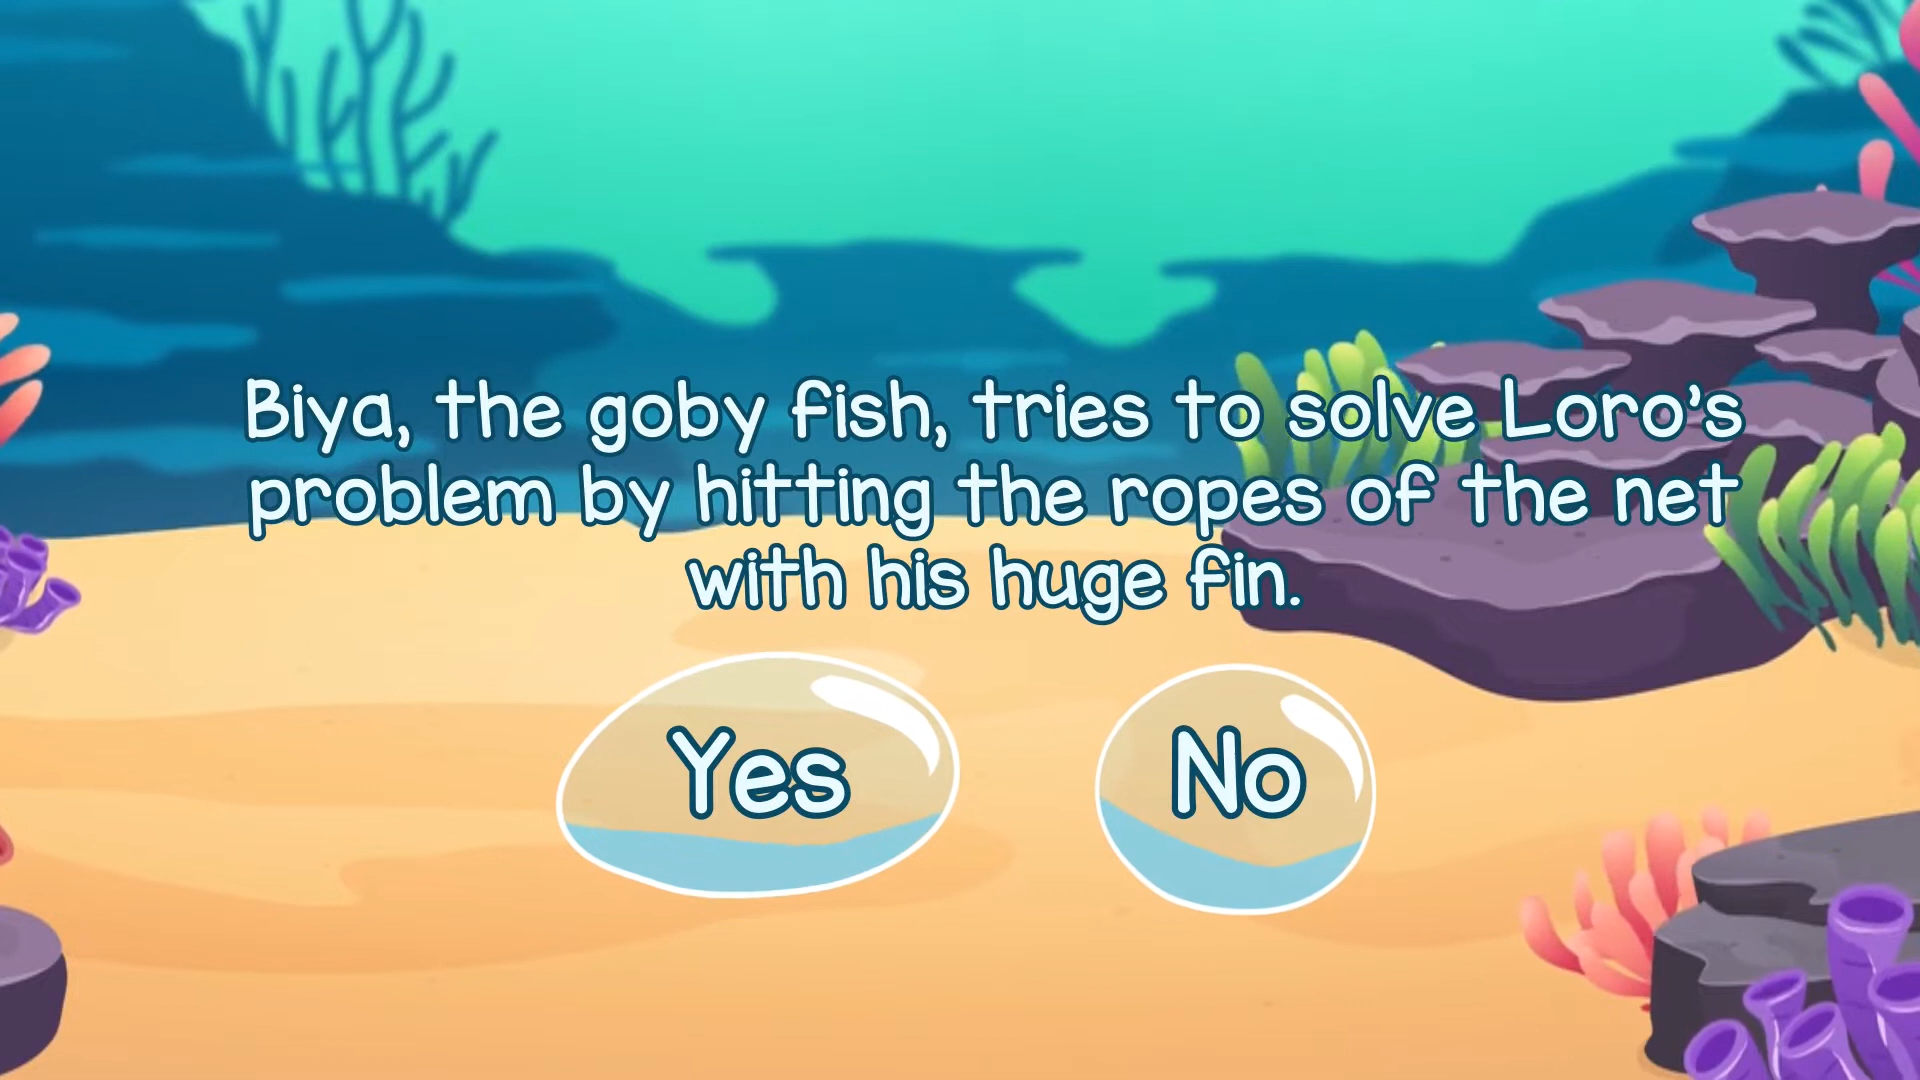 Biya, the goby fish, tries to solve Loro's
problem by hitting the ropes of the net
with his huge fin.
Yes
No